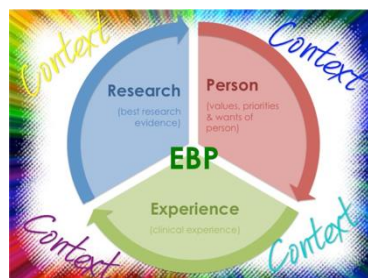 Context
Context
Research
(best research
evidence)
Person
(values, priorities
& wants of
person)
EBP
Experience
(clinical experience)
Context
Context